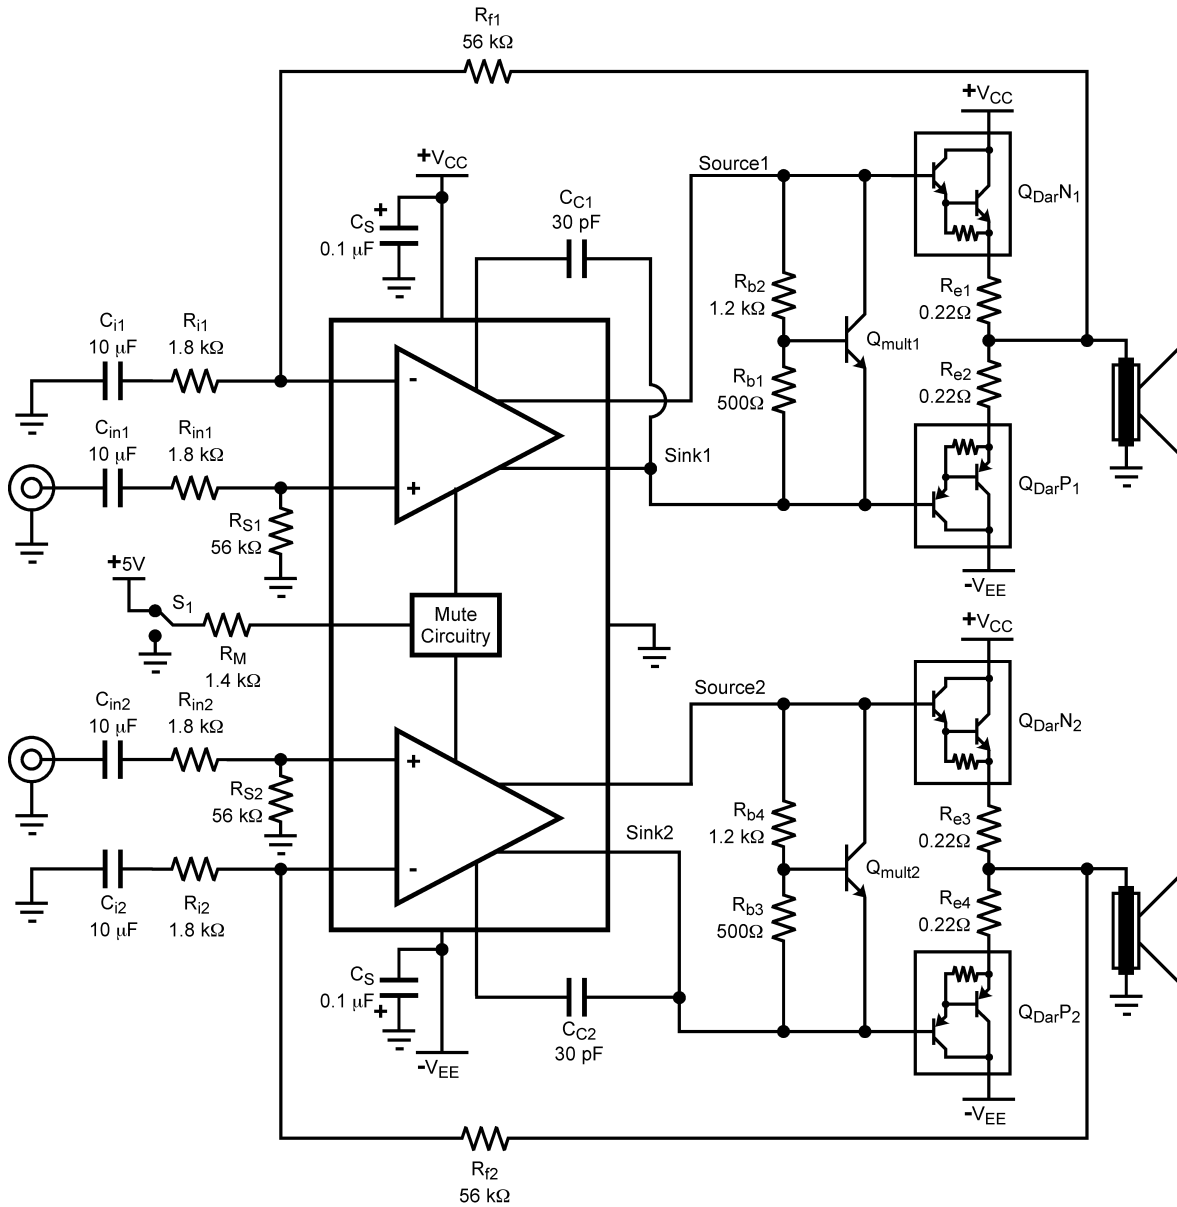 Rf1
56 kΩ
+VCC
+VCC
Source1
CC1
30 pF
+
CS
0.1 μF
QDarN1
Rb2
1.2 kΩ
Re1
0.22Ω
Ci1
10 μF
Ri1
1.8 kΩ
Qmult1
-
Rb1
500Ω
Re2
0.22Ω
Cin1
10 μF
Rin1
1.8 kΩ
Sink1
+
QDarP1
RS1
56 kΩ
+5V
S1
-VEE
Mute
Circuitry
RM
1.4 kΩ
+VCC
Cin2
10 μF
Rin2
1.8 kΩ
Source2
QDarN2
+
RS2
56 kΩ
Rb4
1.2 kΩ
Re3
0.22Ω
Sink2
-
Qmult2
Ci2
10 μF
Ri2
1.8 kΩ
Rb3
500Ω
Re4
0.22Ω
CS
0.1 μF
+
QDarP2
CC2
30 pF
-VEE
-VEE
Rf2
56 kΩ